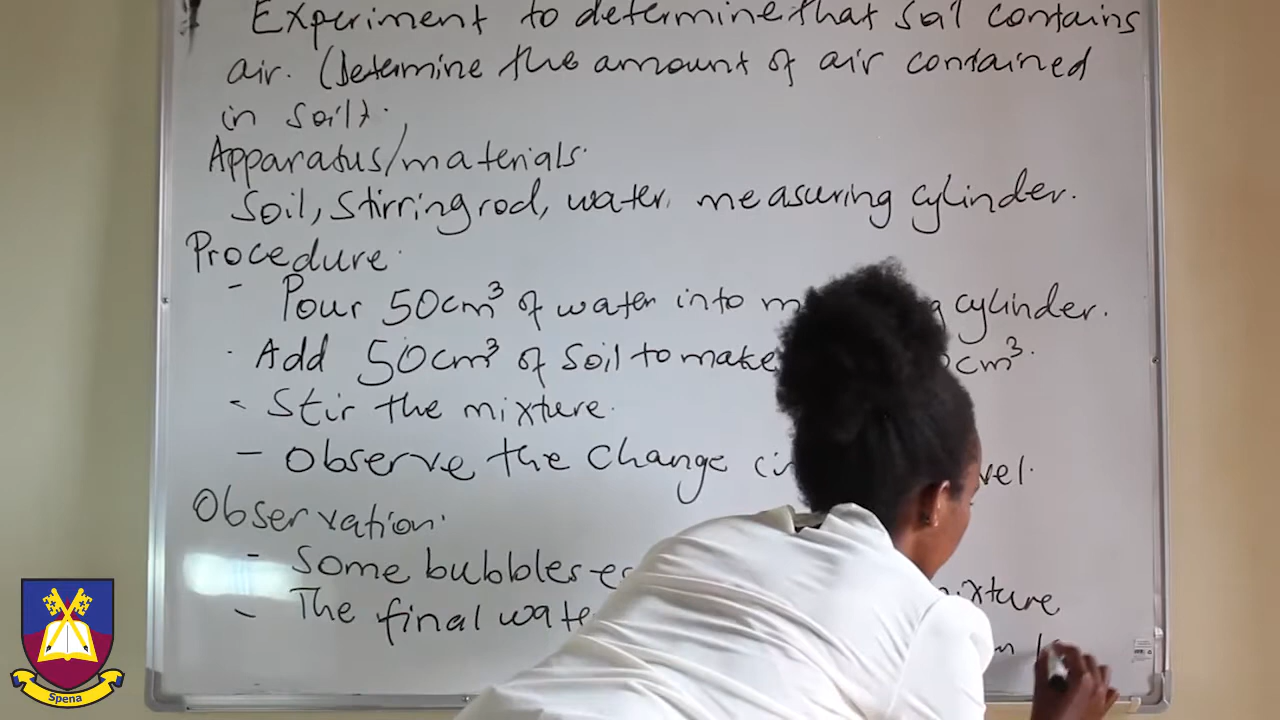 Experiment to determine that soil contains
air. (Determine the amount of air contained
in soil).
Apparatus/materials.
Soil, stirring rod, water, measuring cylinder.
Procedure.
- Pour 50cm³ of water into cylinder.
- Add 50cm³ of soil to make cm³.
- Stir the mixture.
- Observe the change
Observation.
- Some bubbles
- The final
Spena